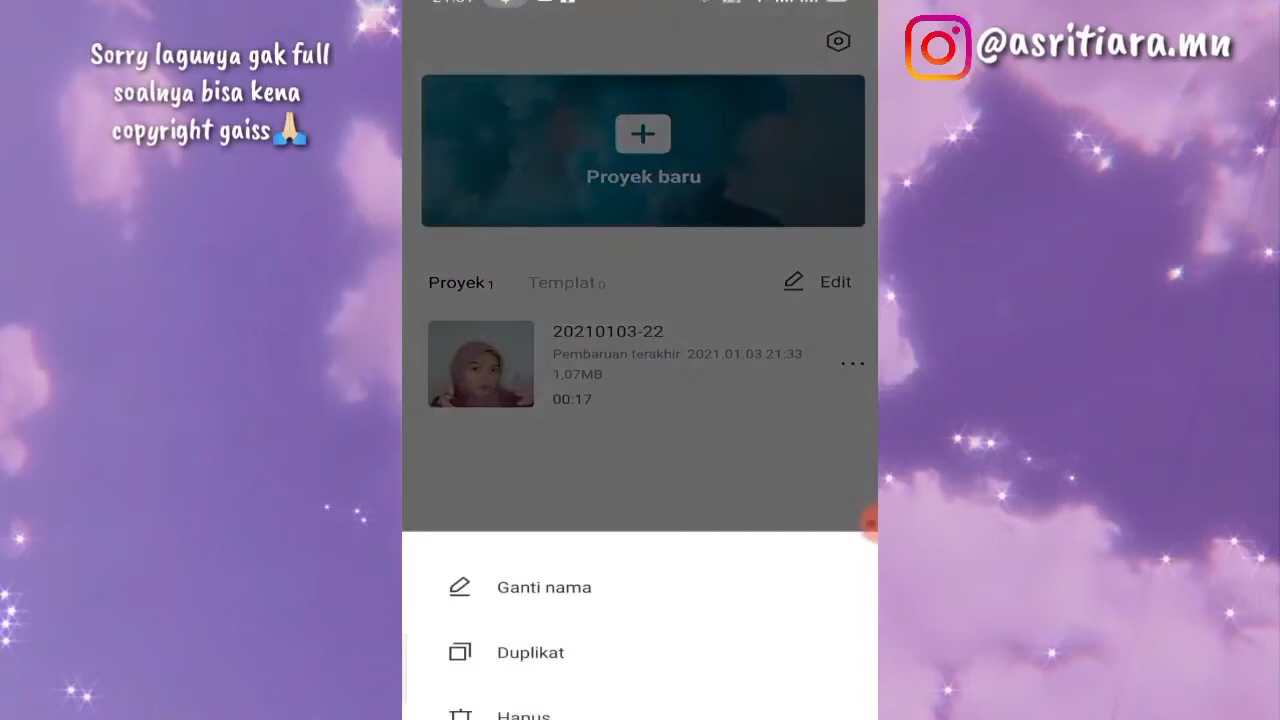 Sorry lagunya gak full
soalnya bisa kena
copyright gaiss🙏🏼
@asritiara.mn
Proyek baru
Proyek 1
Templat 0
Edit
20210103-22
Pembaruan terakhir: 2021.01.03 21:33
1,07MB
00:17
Ganti nama
Duplikat
Hapus